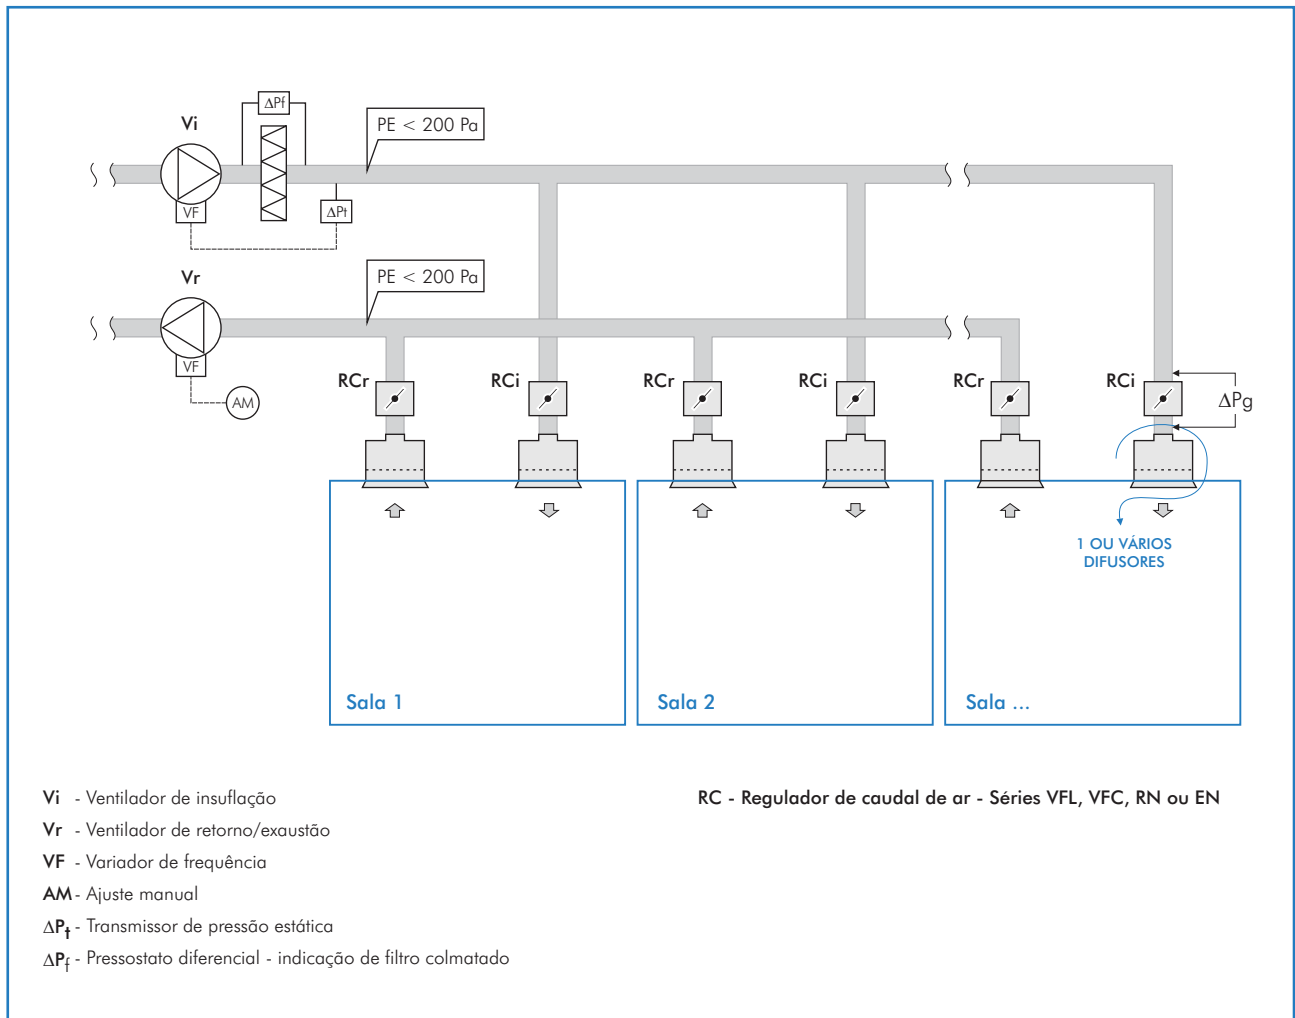 ΔPf
Vi
PE < 200 Pa
VF
ΔPt
Vr
PE < 200 Pa
VF
AM
RCr
RCi
RCr
RCi
RCr
RCi
ΔPg
1 OU VÁRIOS
DIFUSORES
Sala 1
Sala 2
Sala ...
Vi - Ventilador de insuflação
Vr - Ventilador de retorno/exaustão
VF - Variador de frequência
AM - Ajuste manual
ΔPt - Transmissor de pressão estática
ΔPf - Pressostato diferencial - indicação de filtro colmatado
RC - Regulador de caudal de ar - Séries VFL, VFC, RN ou EN